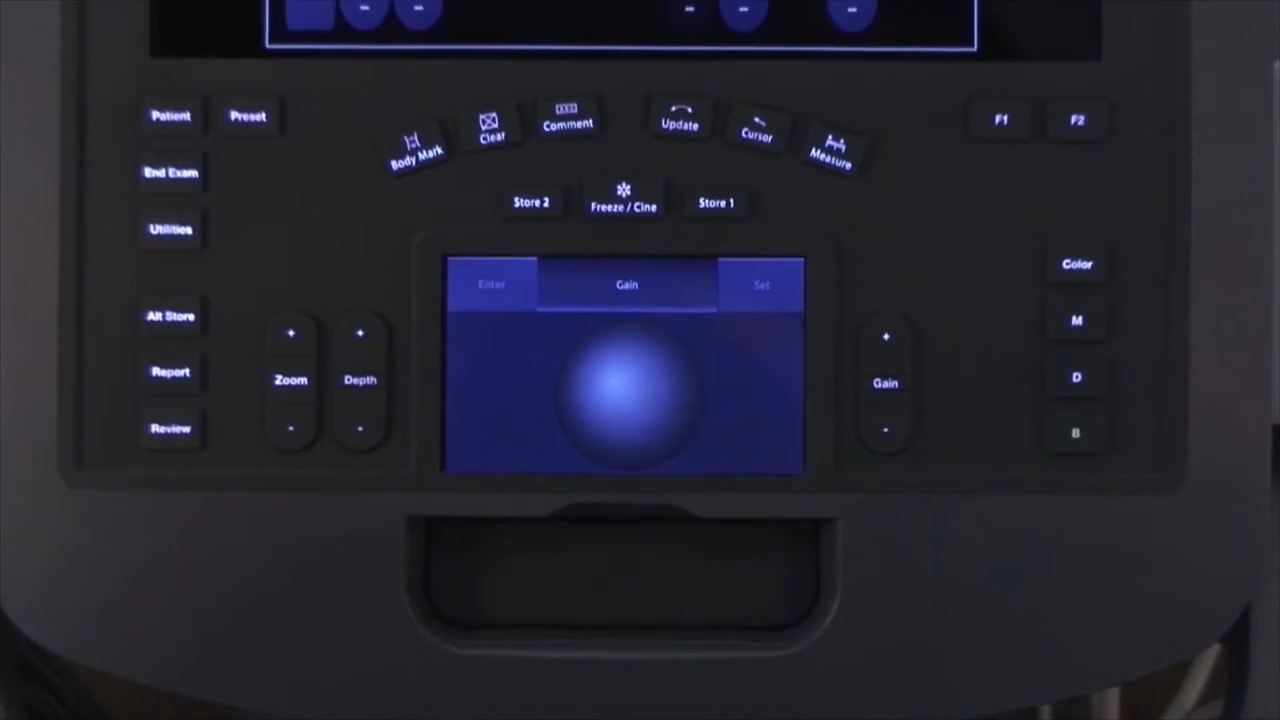 Patient
Preset
Body Mark
Clear
Comment
Update
Cursor
Measure
F1
F2
End Exam
Utilities
Store 2
Freeze / Cine
Store 1
Enter
Gain
Set
Color
Alt Store
Report
Review
+
Zoom
-
+
Depth
-
+
Gain
-
M
D
B